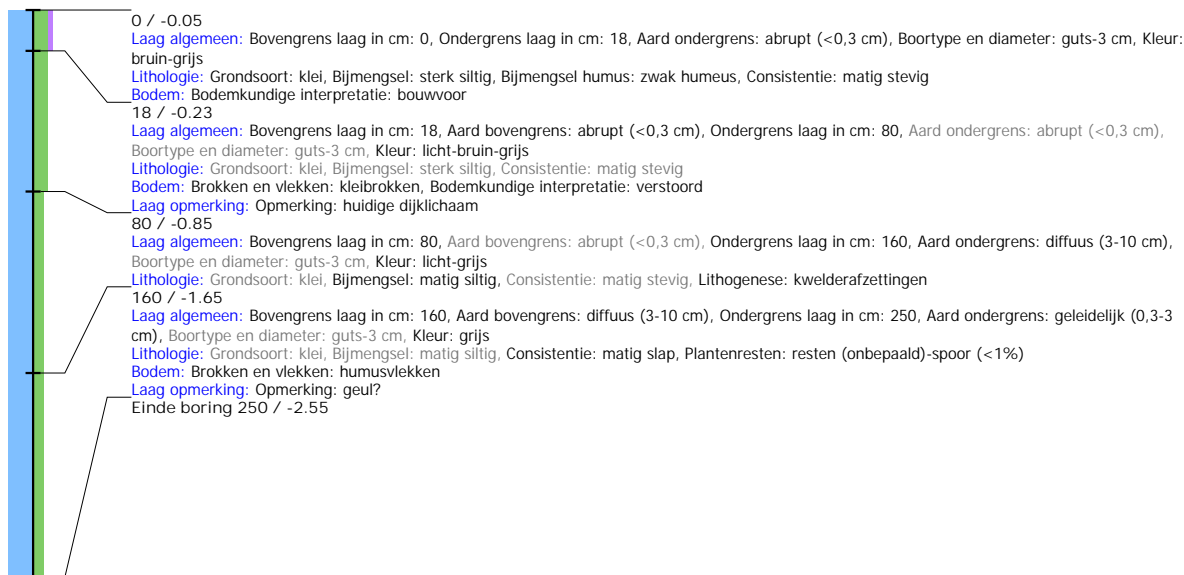 0 / -0.05
Laag algemeen: Bovengrens laag in cm: 0, Ondergrens laag in cm: 18, Aard ondergrens: abrupt (<0,3 cm), Boortype en diameter: guts-3 cm, Kleur:
bruin-grijs
Lithologie: Grondsoort: klei, Bijmengsel: sterk siltig, Bijmengsel humus: zwak humeus, Consistentie: matig stevig
Bodem: Bodemkundige interpretatie: bouwvoor
18 / -0.23
Laag algemeen: Bovengrens laag in cm: 18, Aard bovengrens: abrupt (<0,3 cm), Ondergrens laag in cm: 80, Aard ondergrens: abrupt (<0,3 cm),
Boortype en diameter: guts-3 cm, Kleur: licht-bruin-grijs
Lithologie: Grondsoort: klei, Bijmengsel: sterk siltig, Consistentie: matig stevig
Bodem: Brokken en vlekken: kleibrokken, Bodemkundige interpretatie: verstoord
Laag opmerking: Opmerking: huidige dijklichaam
80 / -0.85
Laag algemeen: Bovengrens laag in cm: 80, Aard bovengrens: abrupt (<0,3 cm), Ondergrens laag in cm: 160, Aard ondergrens: diffuus (3-10 cm),
Boortype en diameter: guts-3 cm, Kleur: licht-grijs
Lithologie: Grondsoort: klei, Bijmengsel: matig siltig, Consistentie: matig stevig, Lithogenese: kwelderafzettingen
160 / -1.65
Laag algemeen: Bovengrens laag in cm: 160, Aard bovengrens: diffuus (3-10 cm), Ondergrens laag in cm: 250, Aard ondergrens: geleidelijk (0,3-3
cm), Boortype en diameter: guts-3 cm, Kleur: grijs
Lithologie: Grondsoort: klei, Bijmengsel: matig siltig, Consistentie: matig slap, Plantenresten: resten (onbepaald)-spoor (<1%)
Bodem: Brokken en vlekken: humusvlekken
Laag opmerking: Opmerking: geul?
Einde boring 250 / -2.55